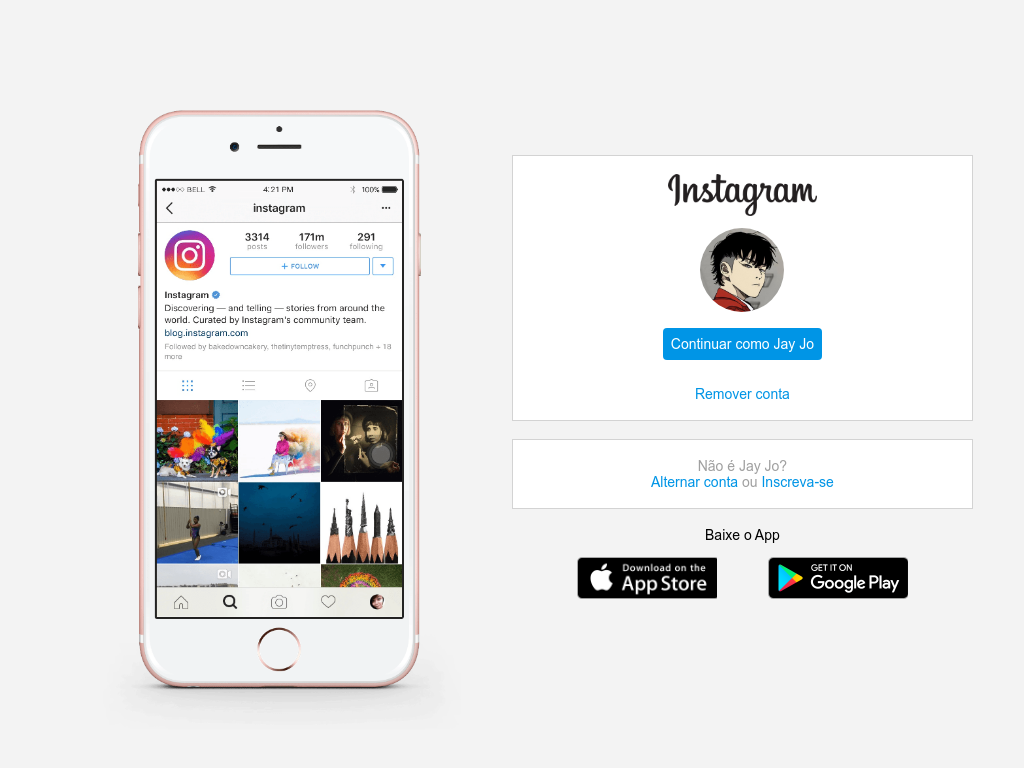 BELL
4:21 PM
100%
instagram
3314
posts
171m
followers
291
following
+ FOLLOW
Instagram
Discovering — and telling — stories from around the
world. Curated by Instagram's community team.
blog.instagram.com
Followed by bakedowncakery, thetinytemptress, funchpunch + 18
more
Instagram
Continuar como Jay Jo
Remover conta
Não é Jay Jo?
Alternar conta ou Inscreva-se
Baixe o App
Download on the
App Store
GET IT ON
Google Play